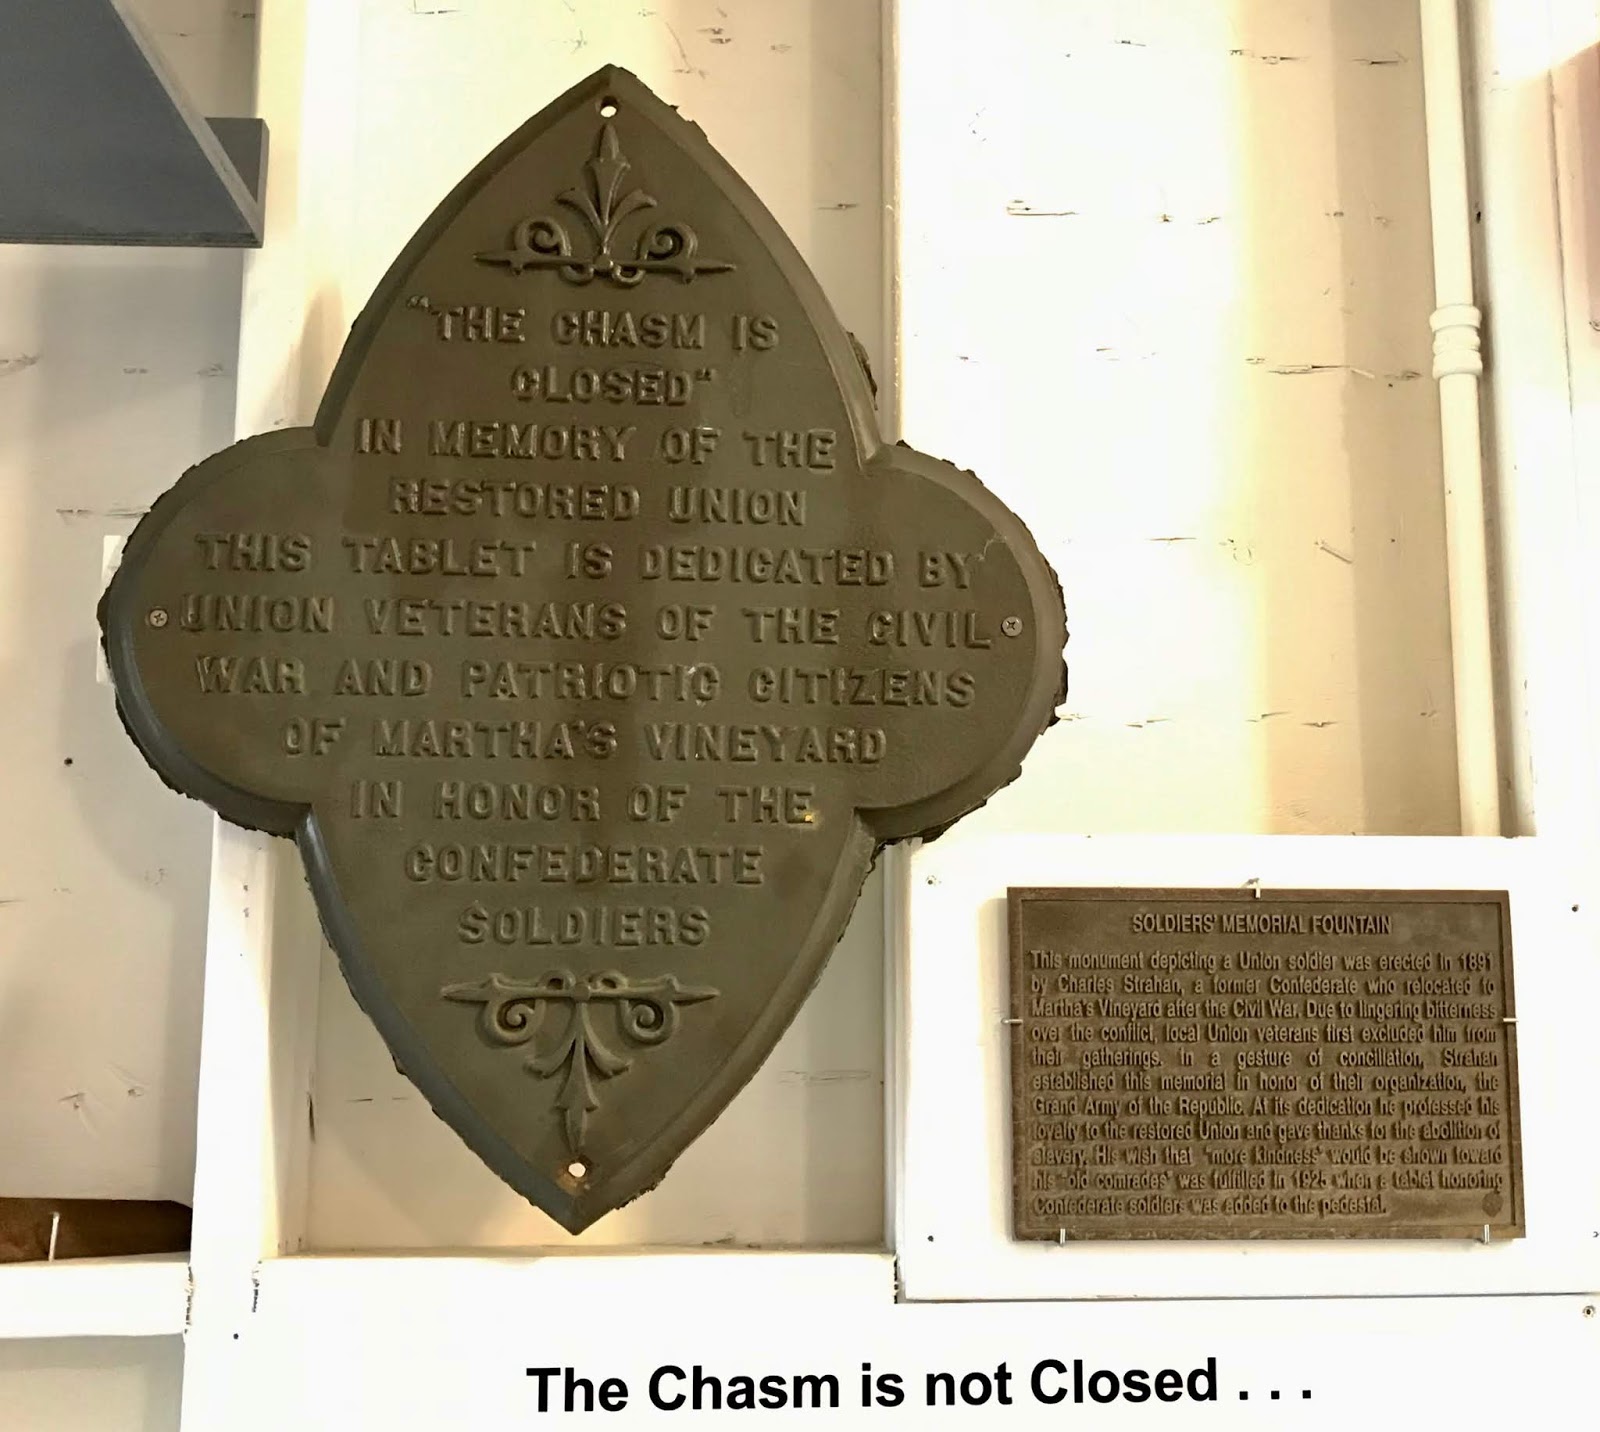 "THE CHASM IS
CLOSED"
IN MEMORY OF THE
RESTORED UNION
THIS TABLET IS DEDICATED BY
UNION VETERANS OF THE CIVIL
WAR AND PATRIOTIC CITIZENS
OF MARTHA'S VINEYARD
IN HONOR OF THE
CONFEDERATE
SOLDIERS
SOLDIERS' MEMORIAL FOUNTAIN
This monument depicting a Union soldier was erected in 1891
by Charles Strahan, a former Confederate who relocated to
Martha's Vineyard after the Civil War. Due to lingering bitterness
over the conflict, local Union veterans first excluded him from
their gatherings. In a gesture of conciliation, Strahan
established this memorial in honor of their organization, the
Grand Army of the Republic. At its dedication he professed his
loyalty to the restored Union and gave thanks for the abolition of
slavery. His wish that "more kindness" would be shown toward
his "old comrades" was fulfilled in 1925 when a tablet honoring
Confederate soldiers was added to the pedestal.
The Chasm is not Closed . . .